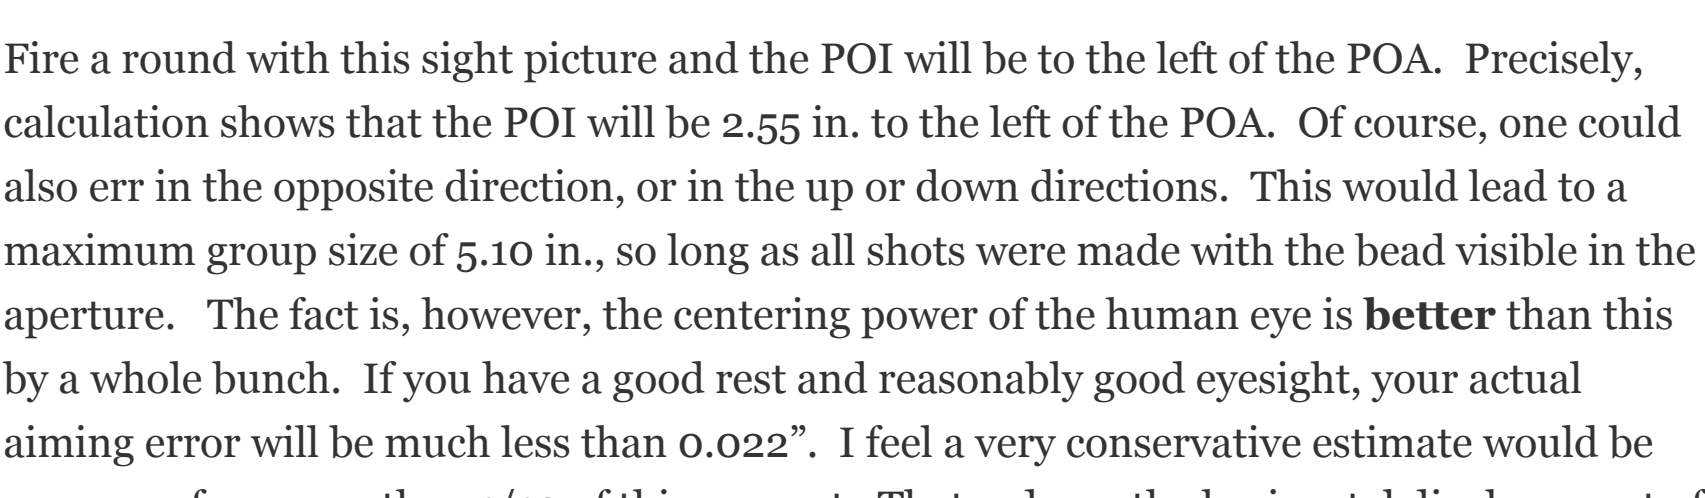 Fire a round with this sight picture and the POI will be to the left of the POA. Precisely,
calculation shows that the POI will be 2.55 in. to the left of the POA. Of course, one could
also err in the opposite direction, or in the up or down directions. This would lead to a
maximum group size of 5.10 in., so long as all shots were made with the bead visible in the
aperture. The fact is, however, the centering power of the human eye is better than this
by a whole bunch. If you have a good rest and reasonably good eyesight, your actual
aiming error will be much less than 0.022”. I feel a very conservative estimate would be